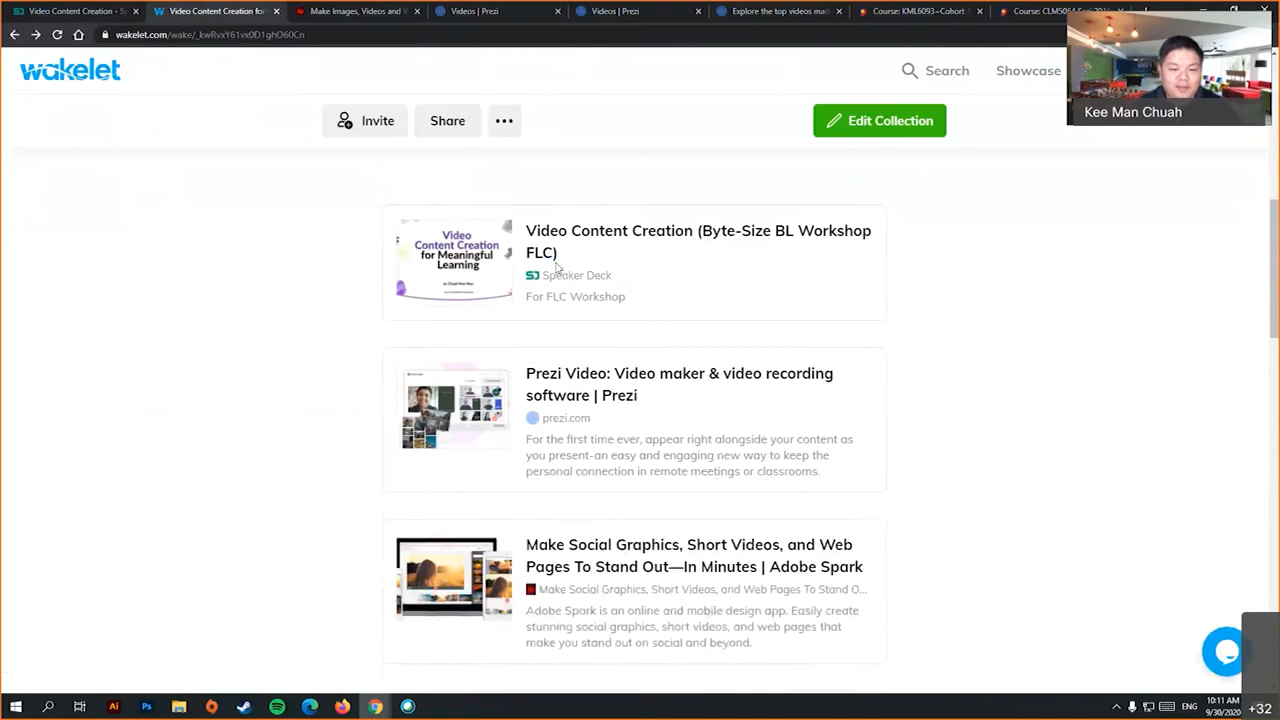 Video Content Creation - S
Video Content Creation for
Make Images, Videos and W
Videos | Prezi
Videos | Prezi
Explore the top videos mad
Course: KML6093-Cohort
wakelet.com/wake/_kwRvxY61vx0D1ghO60Cn
wakelet
Search
Showcase
Kee Man Chuah
Invite
Share
Edit Collection
Video
Content Creation
for Meaningful
Learning
Video Content Creation (Byte-Size BL Workshop
FLC)
Speaker Deck
For FLC Workshop
Prezi Video: Video maker & video recording
software | Prezi
prezi.com
For the first time ever, appear right alongside your content as
you present-an easy and engaging new way to keep the
personal connection in remote meetings or classrooms.
Make Social Graphics, Short Videos, and Web
Pages To Stand Out—In Minutes | Adobe Spark
Make Social Graphics, Short Videos, and Web Pages To Stand O...
Adobe Spark is an online and mobile design app. Easily create
stunning social graphics, short videos, and web pages that
make you stand out on social and beyond.
Ai
Ps
ENG
10:11 AM
9/30/2020
+32